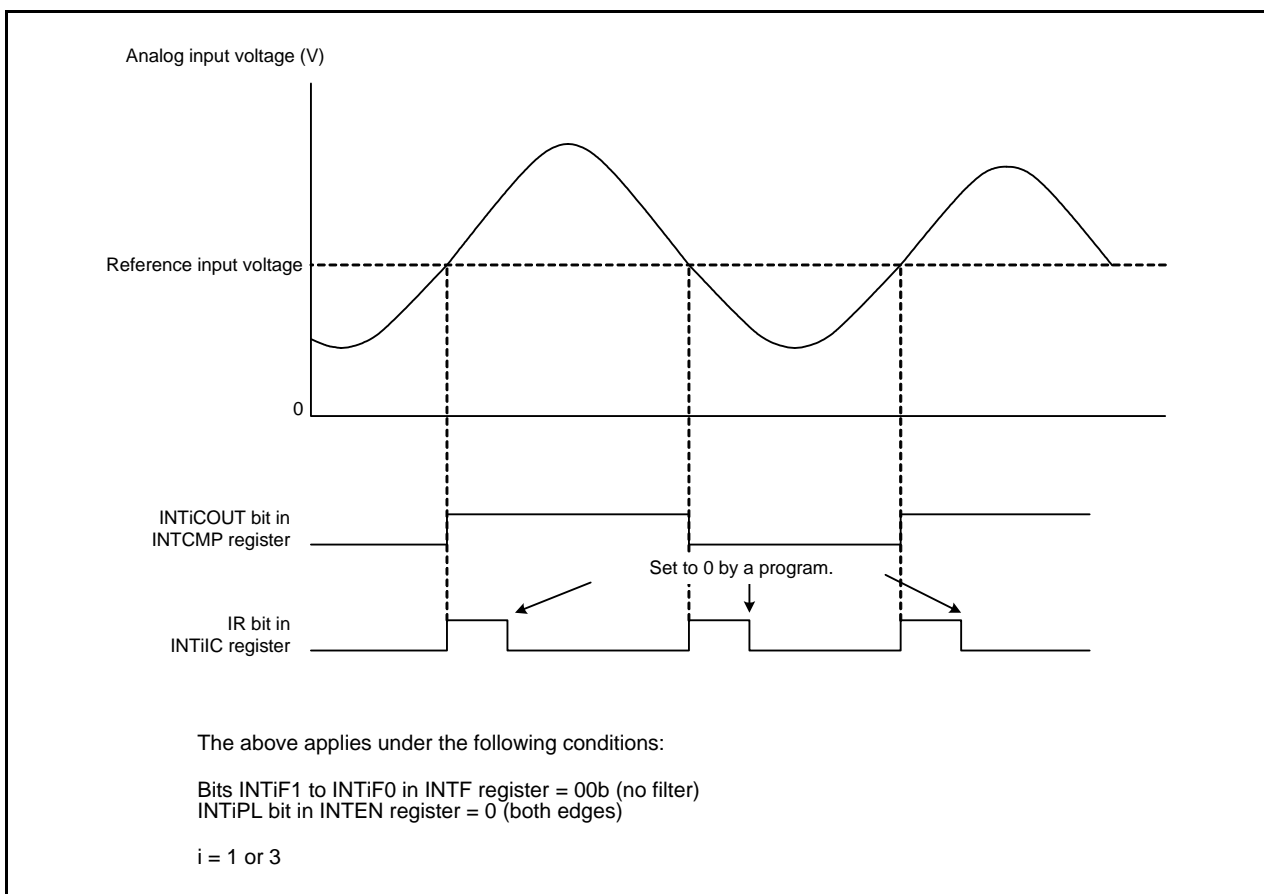 Analog input voltage (V)
Reference input voltage
0
INTiCOUT bit in
INTCMP register
Set to 0 by a program.
IR bit in
INTiIC register
The above applies under the following conditions:
Bits INTiF1 to INTiF0 in INTF register = 00b (no filter)
INTiPL bit in INTEN register = 0 (both edges)
i = 1 or 3